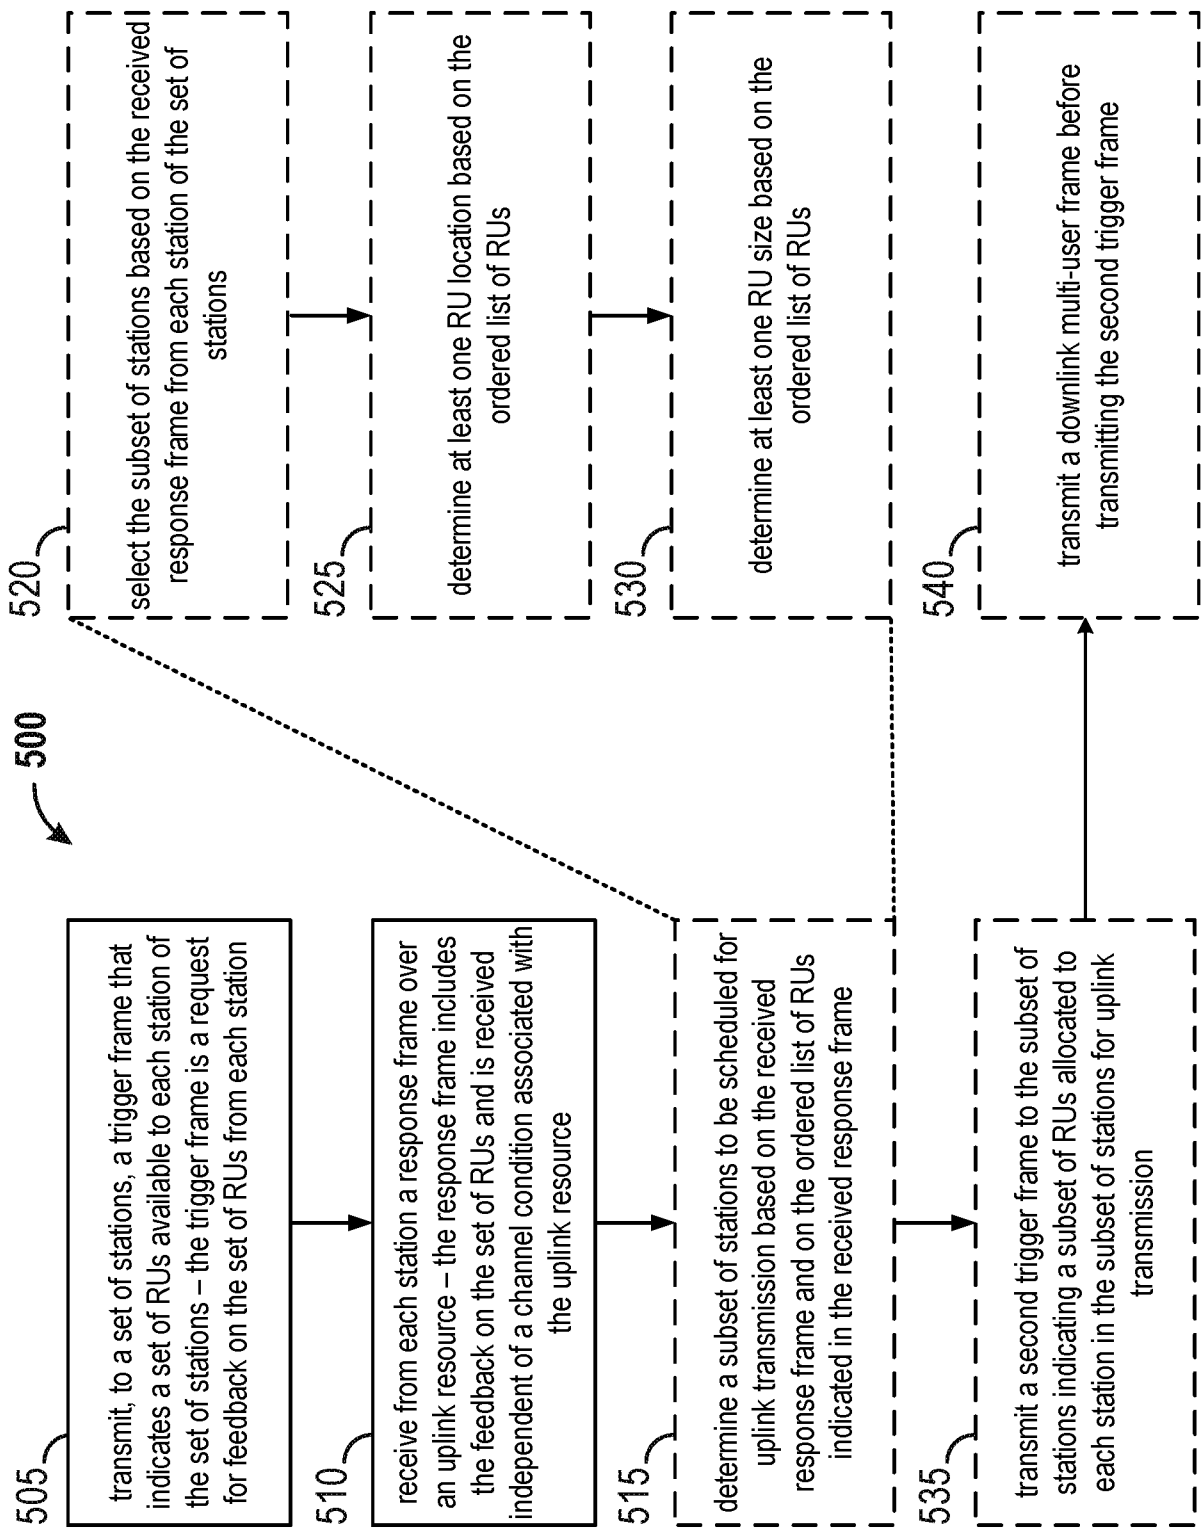 500
505
transmit, to a set of stations, a trigger frame that
indicates a set of RUs available to each station of
the set of stations – the trigger frame is a request
for feedback on the set of RUs from each station
510
receive from each station a response frame over
an uplink resource – the response frame includes
the feedback on the set of RUs and is received
independent of a channel condition associated with
the uplink resource
515
determine a subset of stations to be scheduled for
uplink transmission based on the received
response frame and on the ordered list of RUs
indicated in the received response frame
520
select the subset of stations based on the received
response frame from each station of the set of
stations
525
determine at least one RU location based on the
ordered list of RUs
530
determine at least one RU size based on the
ordered list of RUs
535
transmit a second trigger frame to the subset of
stations indicating a subset of RUs allocated to
each station in the subset of stations for uplink
transmission
540
transmit a downlink multi-user frame before
transmitting the second trigger frame